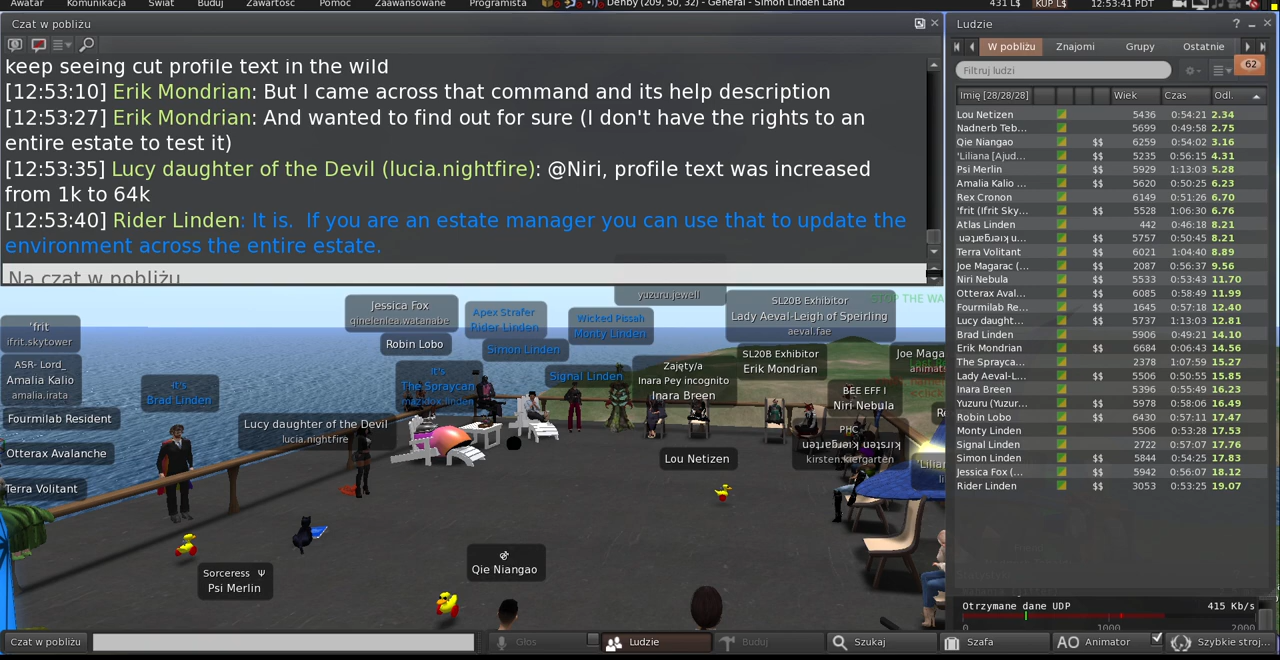 Awatar Komunikacja Świat Buduj Zawartość Pomoc Zaawansowane Programista Denby (209, 50, 32) - General - Simon Linden Land 431 L$ KUP L$ 12:53:41 PDT
Czat w pobliżu
keep seeing cut profile text in the wild
[12:53:10] Erik Mondrian: But I came across that command and its help description
[12:53:27] Erik Mondrian: And wanted to find out for sure (I don't have the rights to an
entire estate to test it)
[12:53:35] Lucy daughter of the Devil (lucia.nightfire): @Niri, profile text was increased
from 1k to 64k
[12:53:40] Rider Linden: It is. If you are an estate manager you can use that to update the
environment across the entire estate.
Na czat w pobliżu
yuzuru.jewell
STOP THE WA
'frit
ifrit.skytower
ASR- Lord_
Amalia Kalio
amalia.irata
Fourmilab Resident
Otterax Avalanche
Terra Volitant
It's
Brad Linden
Lucy daughter of the Devil
lucia.nightfire
Jessica Fox
qinelenlea.watanabe
Robin Lobo
It's
The Spraycan
mazidox.linden
Apex Strafer
Rider Linden
Simon Linden
Wicked Pissah
Monty Linden
Signal Linden
Zajęty/a
Inara Pey incognito
Inara Breen
SL20B Exhibitor
Lady Aeval-Leigh of Speirling
aeval.fae
SL20B Exhibitor
Erik Mondrian
Joe Maga
animats
BEE EFF I
Niri Nebula
PHC
uǝʇɹɐƃɹǝıʞ uǝʇsɹıʞ
kirsten.kiergarten
Lou Netizen
'Lilian
Sorceress Ψ
Psi Merlin
Qie Niangao
Ludzie
? _ ×
W pobliżu Znajomi Grupy Ostatnie
Filtruj ludzi
62
Imię [28/28/28] Wiek Czas Odl.
Lou Netizen 5436 0:54:21 2.34
Nadnerb Teb... 5699 0:49:58 2.75
Qie Niangao $$ 6259 0:54:02 3.16
'Liliana [Ajud... $$ 5235 0:56:15 4.31
Psi Merlin $$ 5929 1:13:03 5.28
Amalia Kalio ... $$ 5620 0:50:25 6.23
Rex Cronon 6149 0:51:26 6.70
'frit (Ifrit Sky... $$ 5528 1:06:30 6.76
Atlas Linden 442 0:46:18 8.21
uǝʇɹɐƃɹǝıʞ u... $$ 5757 0:50:45 8.21
Terra Volitant $$ 6021 1:04:40 8.89
Joe Magarac (... $$ 2087 0:56:37 9.56
Niri Nebula $$ 5533 0:53:43 11.70
Otterax Aval... $$ 6085 0:58:49 11.99
Fourmilab Re... $$ 1645 0:57:18 12.40
Lucy daught... $$ 5737 1:13:03 12.81
Brad Linden 5906 0:49:21 14.10
Erik Mondrian $$ 6684 0:06:43 14.56
The Sprayca... 2378 1:07:59 15.27
Lady Aeval-L... $$ 5506 0:50:55 15.85
Inara Breen 5396 0:55:49 16.23
Yuzuru (Yuzur... $$ 5978 0:58:06 16.49
Robin Lobo $$ 6430 0:57:11 17.47
Monty Linden 5506 0:53:28 17.53
Signal Linden 2722 0:57:07 17.76
Simon Linden $$ 5844 0:54:25 17.83
Jessica Fox (... $$ 5942 0:56:07 18.12
Rider Linden $$ 3053 0:53:25 19.07
Otrzymane dane UDP 415 Kb/s
0 1000 2000
Czat w pobliżu Głos Ludzie Buduj Szukaj Szafa AO Animator Szybkie stroj...